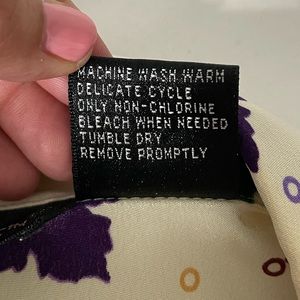 MACHINE WASH WARM
DELICATE CYCLE
ONLY NON-CHLORINE
BLEACH WHEN NEEDED
TUMBLE DRY
REMOVE PROMPTLY